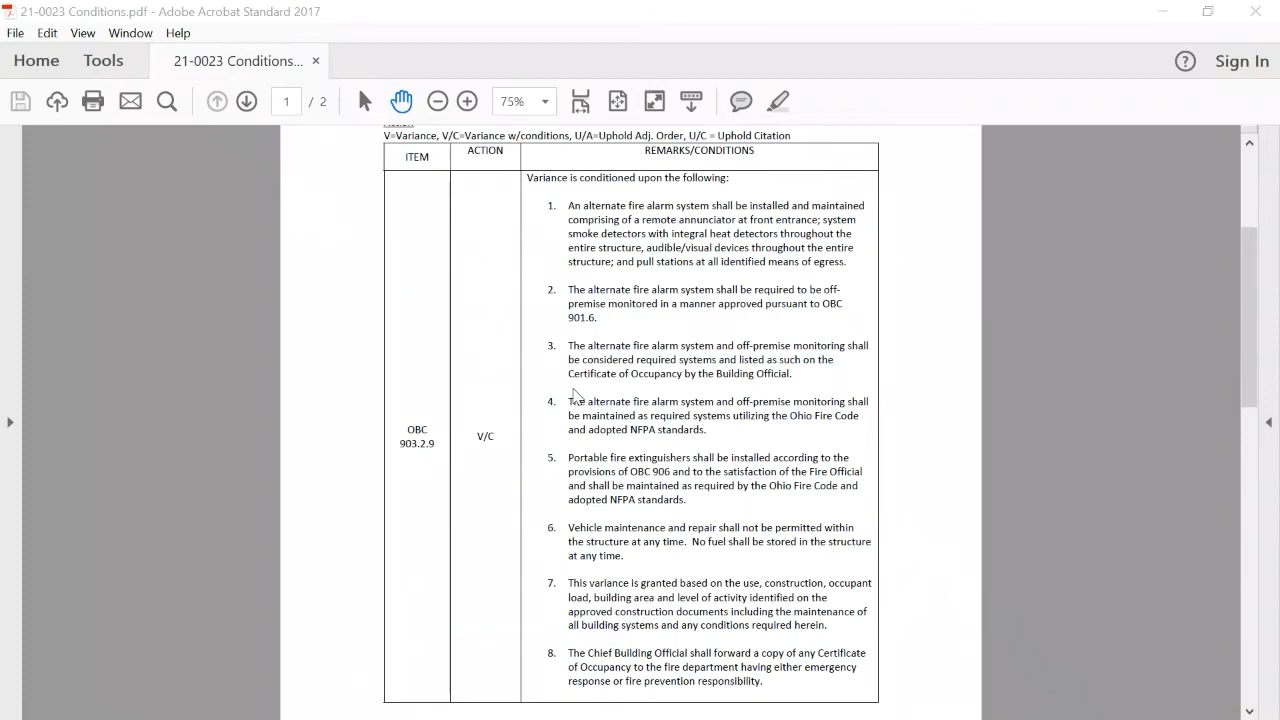 21-0023 Conditions.pdf - Adobe Acrobat Standard 2017
File Edit View Window Help
Home Tools 21-0023 Conditions... ×
? Sign In
1 / 2 75%
V=Variance, V/C=Variance w/conditions, U/A=Uphold Adj. Order, U/C = Uphold Citation
ITEM ACTION REMARKS/CONDITIONS
OBC
903.2.9
V/C
Variance is conditioned upon the following:
1. An alternate fire alarm system shall be installed and maintained
comprising of a remote annunciator at front entrance; system
smoke detectors with integral heat detectors throughout the
entire structure, audible/visual devices throughout the entire
structure; and pull stations at all identified means of egress.
2. The alternate fire alarm system shall be required to be off-
premise monitored in a manner approved pursuant to OBC
901.6.
3. The alternate fire alarm system and off-premise monitoring shall
be considered required systems and listed as such on the
Certificate of Occupancy by the Building Official.
4. The alternate fire alarm system and off-premise monitoring shall
be maintained as required systems utilizing the Ohio Fire Code
and adopted NFPA standards.
5. Portable fire extinguishers shall be installed according to the
provisions of OBC 906 and to the satisfaction of the Fire Official
and shall be maintained as required by the Ohio Fire Code and
adopted NFPA standards.
6. Vehicle maintenance and repair shall not be permitted within
the structure at any time. No fuel shall be stored in the structure
at any time.
7. This variance is granted based on the use, construction, occupant
load, building area and level of activity identified on the
approved construction documents including the maintenance of
all building systems and any conditions required herein.
8. The Chief Building Official shall forward a copy of any Certificate
of Occupancy to the fire department having either emergency
response or fire prevention responsibility.